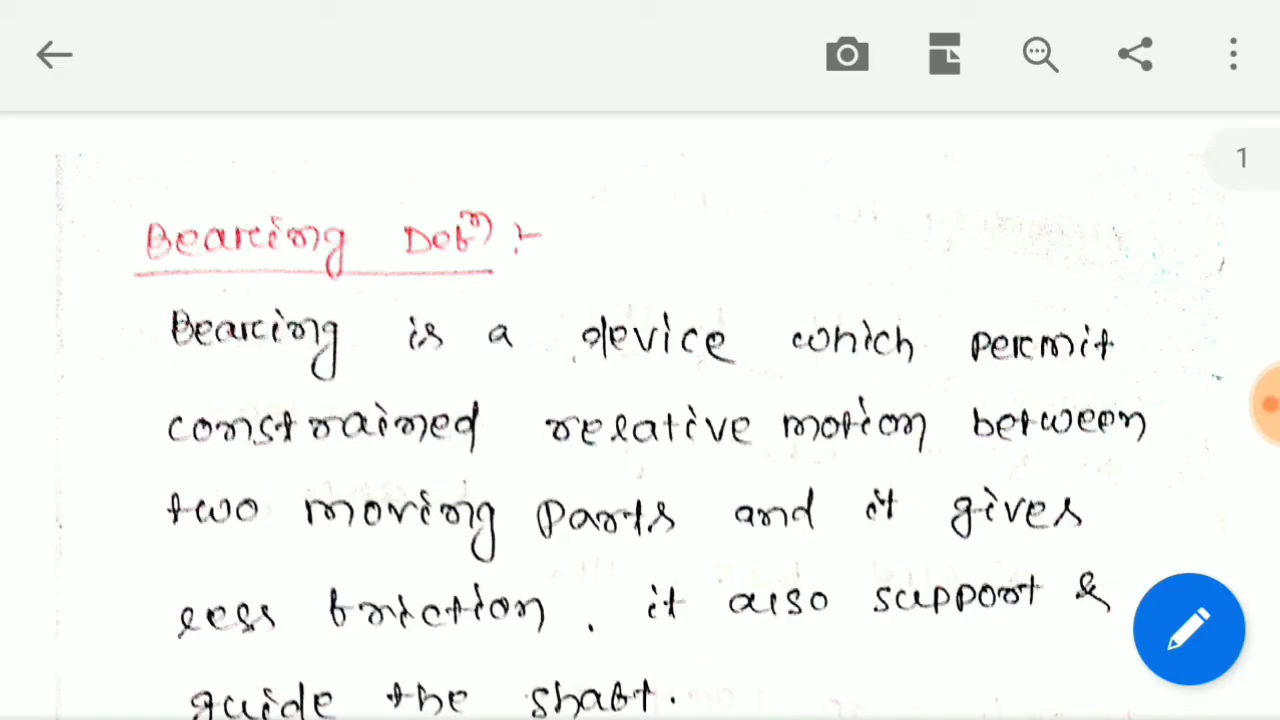 1
Bearing Defⁿ :-
Bearing is a device which permit
constrained relative motion between
two moving parts and it gives
less friction. it also support &
guide the shaft.